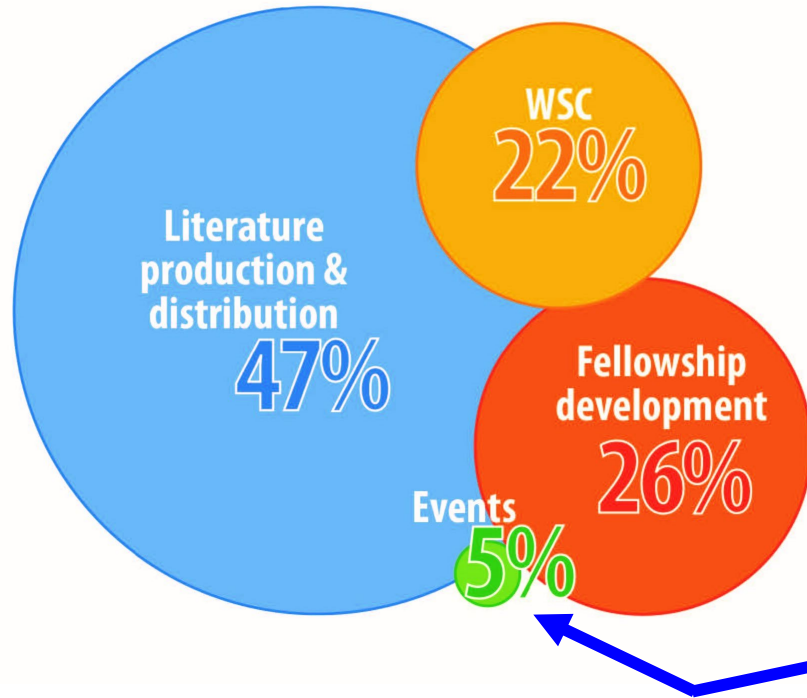 WSC
22%
Literature
production &
distribution
47%
Fellowship
development
26%
Events
5%